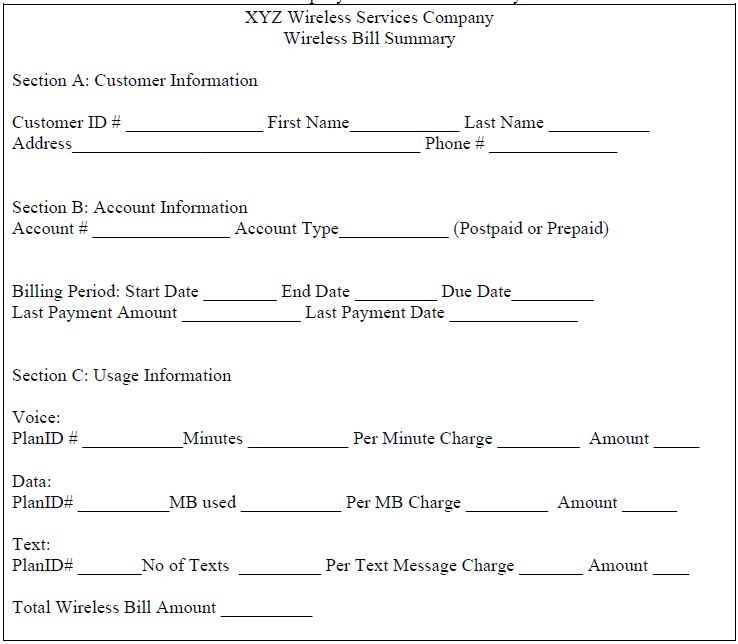 XYZ Wireless Services Company
Wireless Bill Summary
Section A: Customer Information
Customer ID # _______________ First Name____________ Last Name ___________
Address______________________________________ Phone # ______________
Section B: Account Information
Account # _______________ Account Type____________ (Postpaid or Prepaid)
Billing Period: Start Date ________ End Date _________ Due Date_________
Last Payment Amount _____________ Last Payment Date ______________
Section C: Usage Information
Voice:
PlanID # ___________Minutes ___________ Per Minute Charge _________ Amount _____
Data:
PlanID# __________MB used ___________ Per MB Charge _________ Amount ______
Text:
PlanID# _______No of Texts _________ Per Text Message Charge _______ Amount ____
Total Wireless Bill Amount __________